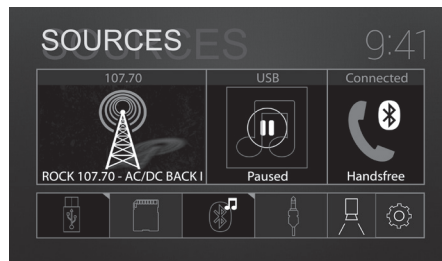 SOURCES
9:41
107.70 USB Connected
ROCK 107.70 - AC/DC BACK I Paused Handsfree